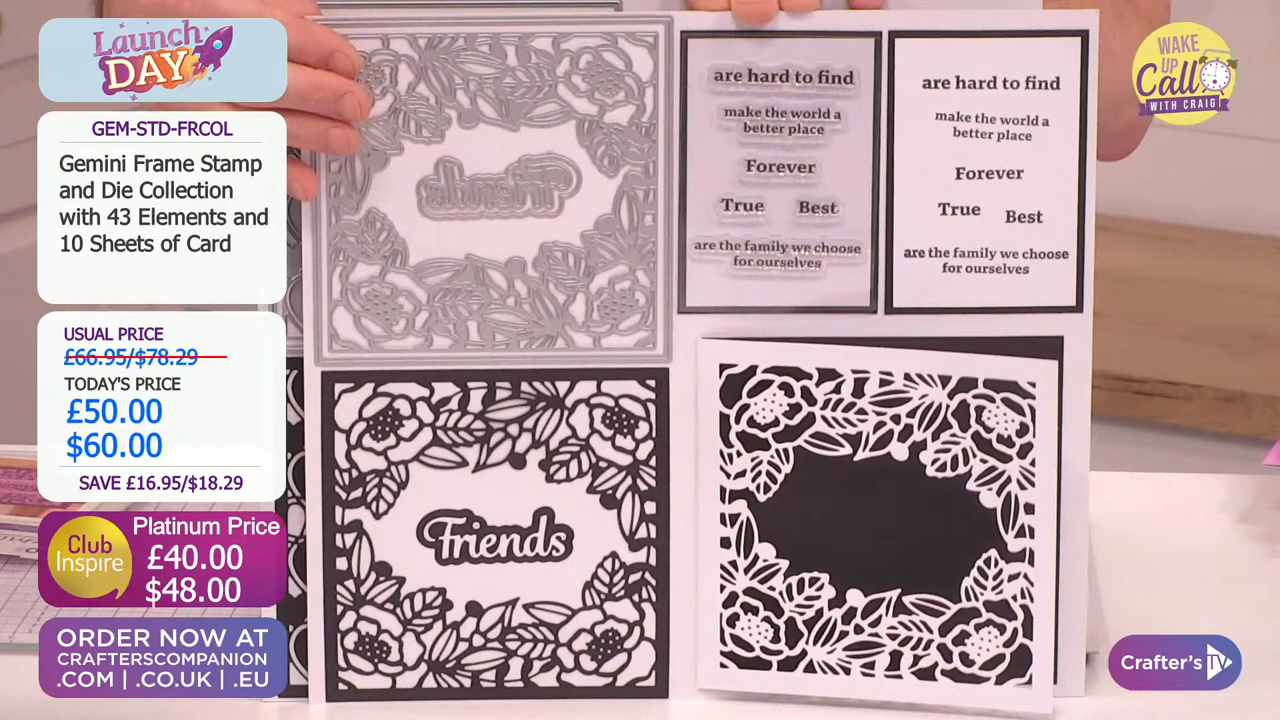 Launch
DAY
GEM-STD-FRCOL
Gemini Frame Stamp
and Die Collection
with 43 Elements and
10 Sheets of Card
USUAL PRICE
£66.95/$78.29
TODAY'S PRICE
£50.00
$60.00
SAVE £16.95/$18.29
Club
Inspire
Platinum Price
£40.00
$48.00
ORDER NOW AT
CRAFTERSCOMPANION
.COM | .CO.UK | .EU
Friends
Friends
are hard to find
make the world a
better place
Forever
True Best
are the family we choose
for ourselves
are hard to find
make the world a
better place
Forever
True Best
are the family we choose
for ourselves
WAKE
UP
Call
WITH CRAIG
Crafter's TV